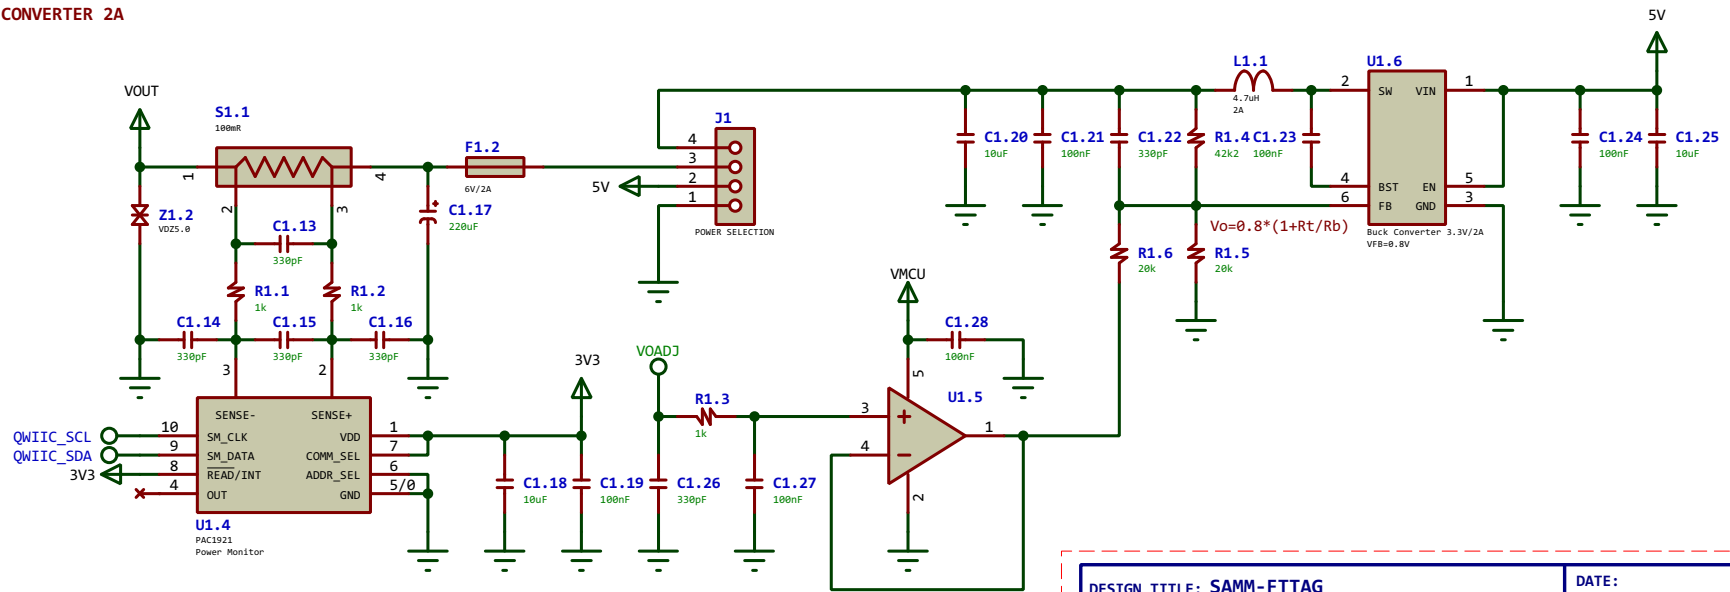 CONVERTER 2A
5V
VOUT
S1.1
100mR
1
4
2
3
F1.2
6V/2A
J1
4
3
2
1
5V
POWER SELECTION
Z1.2
VDZ5.0
C1.13
330pF
C1.17
220uF
R1.1
1k
R1.2
1k
C1.14
330pF
C1.15
330pF
C1.16
330pF
3
2
SENSE-
SENSE+
QWIIC_SCL
10
SM_CLK
VDD
1
QWIIC_SDA
9
SM_DATA
COMM_SEL
7
3V3
8
READ/INT
ADDR_SEL
6
4
OUT
GND
5/0
U1.4
PAC1921
Power Monitor
3V3
C1.18
10uF
C1.19
100nF
VOADJ
R1.3
1k
C1.26
330pF
C1.27
100nF
VMCU
C1.28
100nF
5
U1.5
3
+
4
-
1
2
C1.20
10uF
C1.21
100nF
C1.22
330pF
R1.4
42k2
C1.23
100nF
L1.1
4.7uH
2A
U1.6
2
SW
VIN
1
4
BST
EN
5
6
FB
GND
3
Buck Converter 3.3V/2A
VFB=0.8V
Vo=0.8*(1+Rt/Rb)
R1.6
20k
R1.5
20k
C1.24
100nF
C1.25
10uF
DESIGN TITLE: SAMM-FTTAG
DATE: